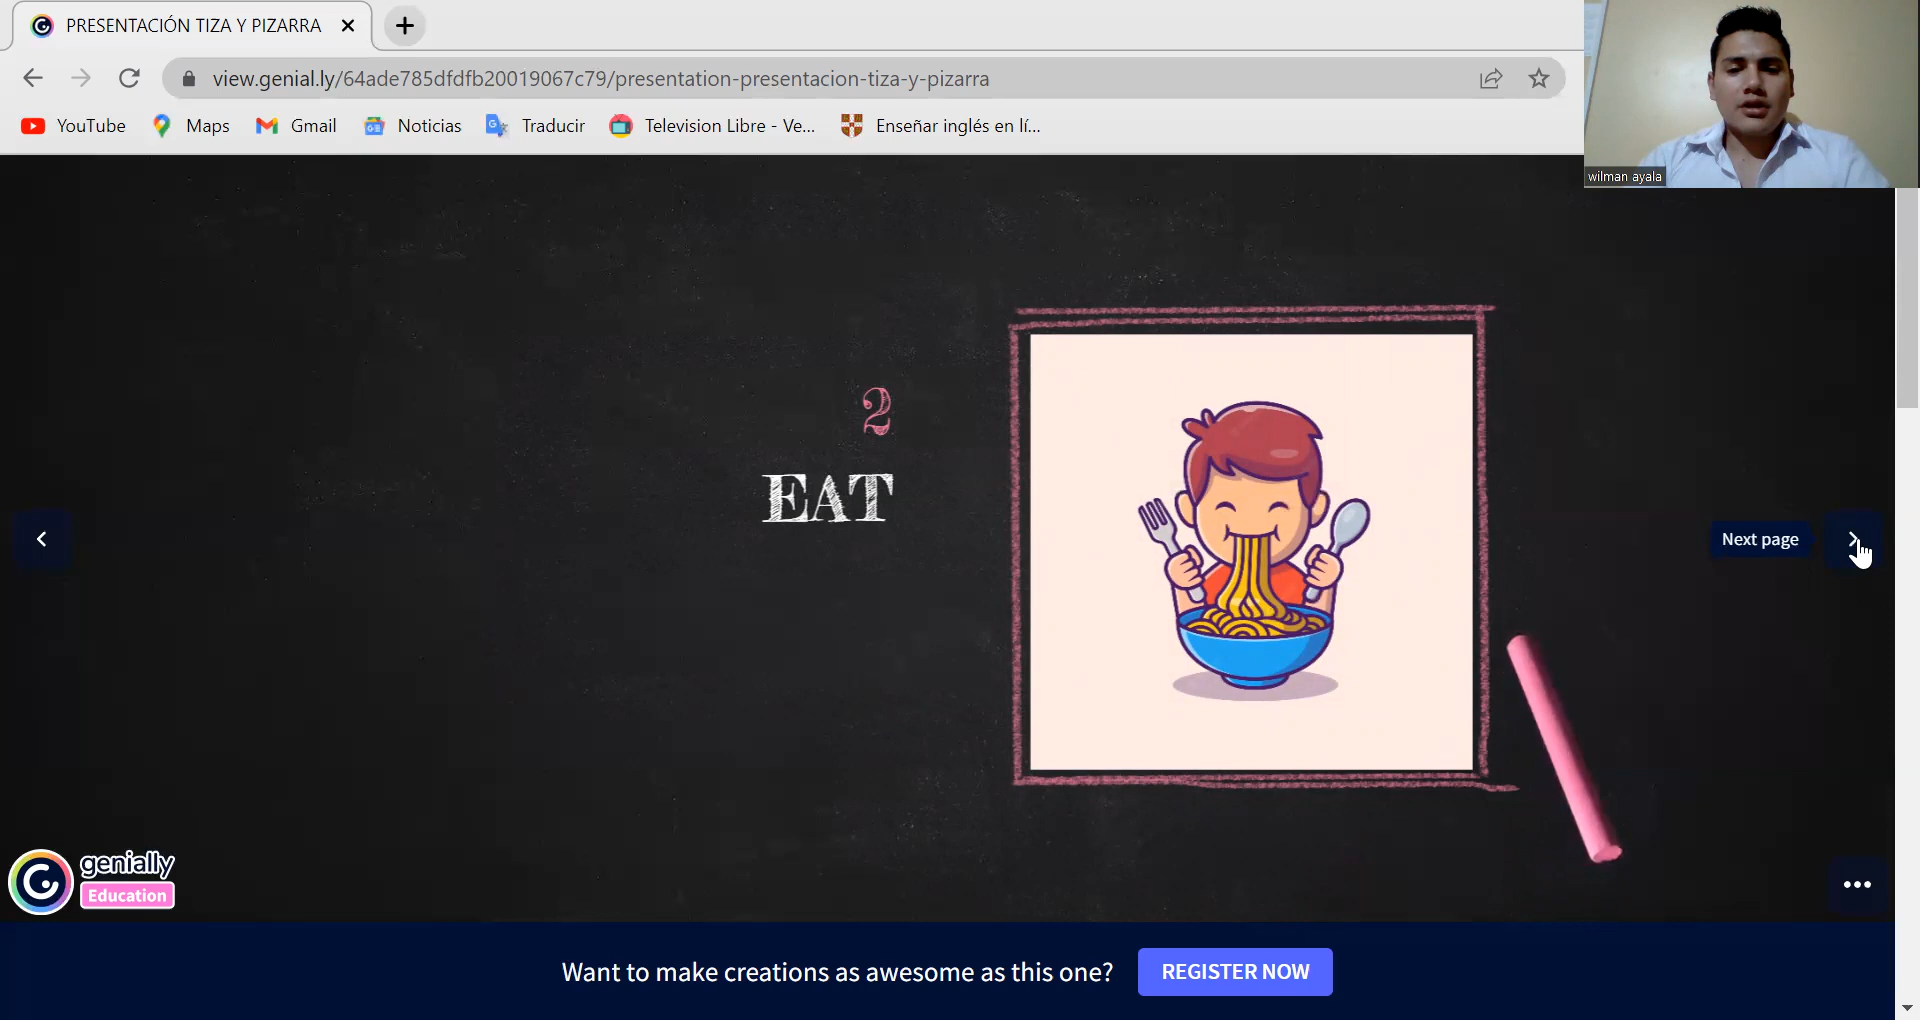 PRESENTACIÓN TIZA Y PIZARRA
view.genial.ly/64ade785dfdfb20019067c79/presentation-presentacion-tiza-y-pizarra
YouTube Maps Gmail Noticias Traducir Television Libre - Ve... Enseñar inglés en lí...
wilman ayala
2
EAT
Next page
genially
Education
Want to make creations as awesome as this one? REGISTER NOW